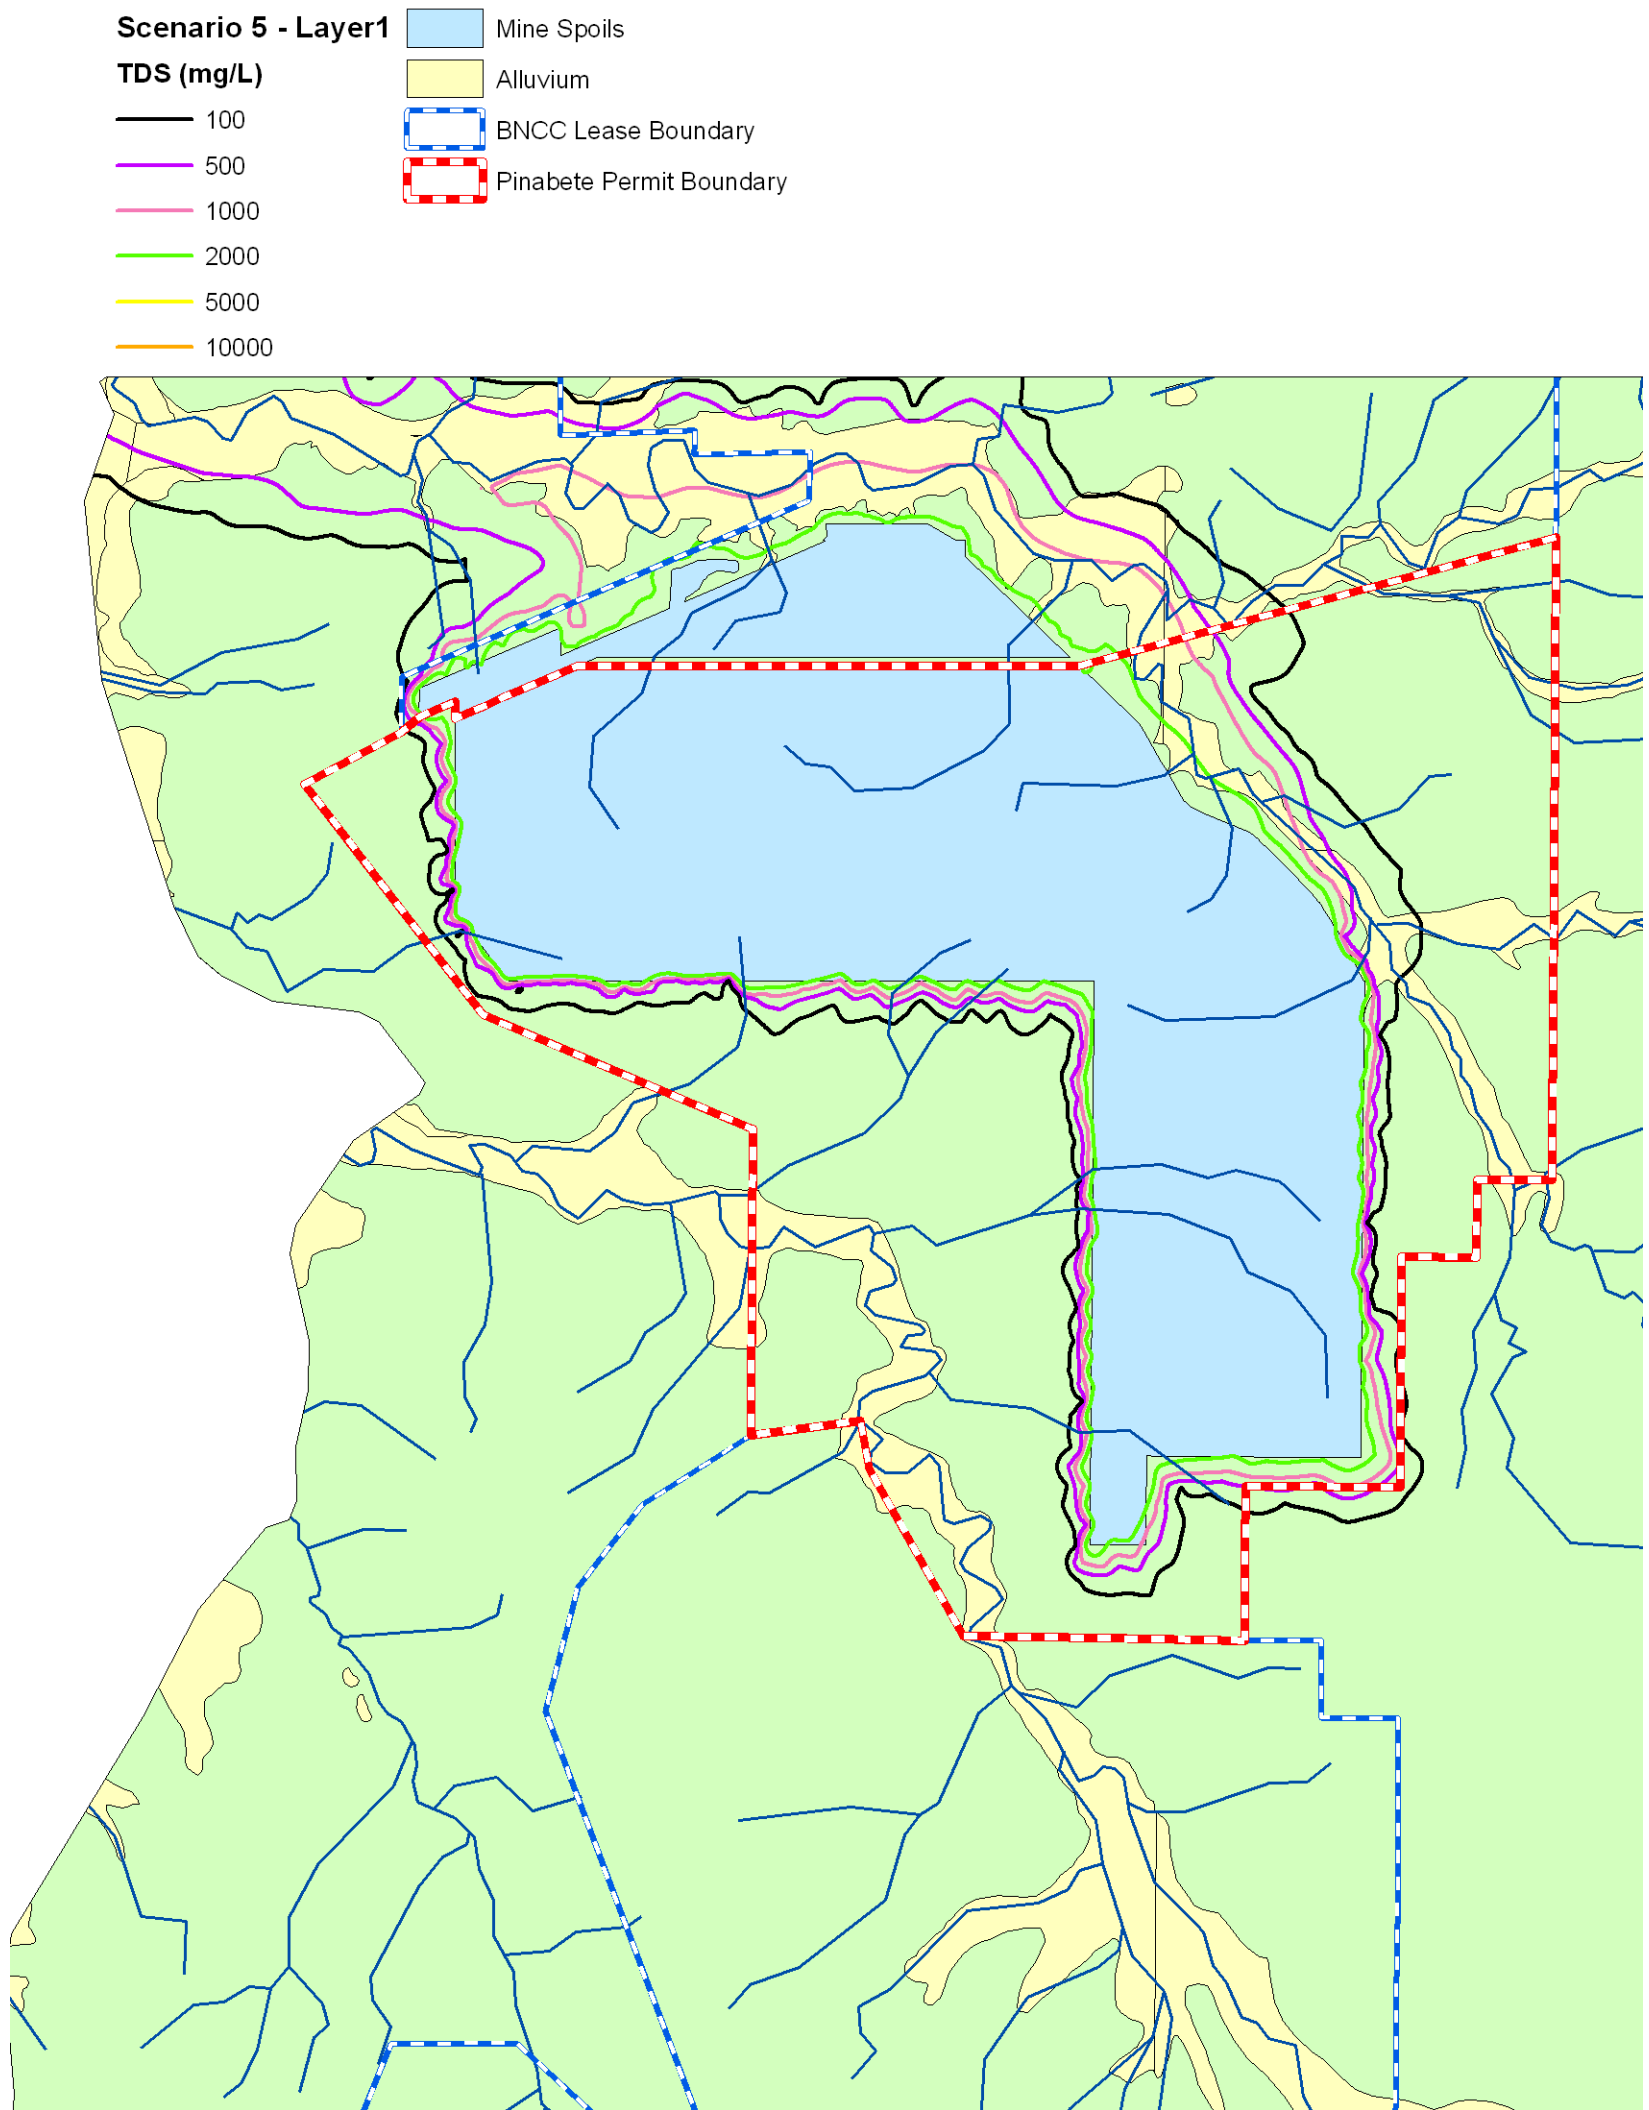 Scenario 5 - Layer1
TDS (mg/L)
100
500
1000
2000
5000
10000
Mine Spoils
Alluvium
BNCC Lease Boundary
Pinabete Permit Boundary